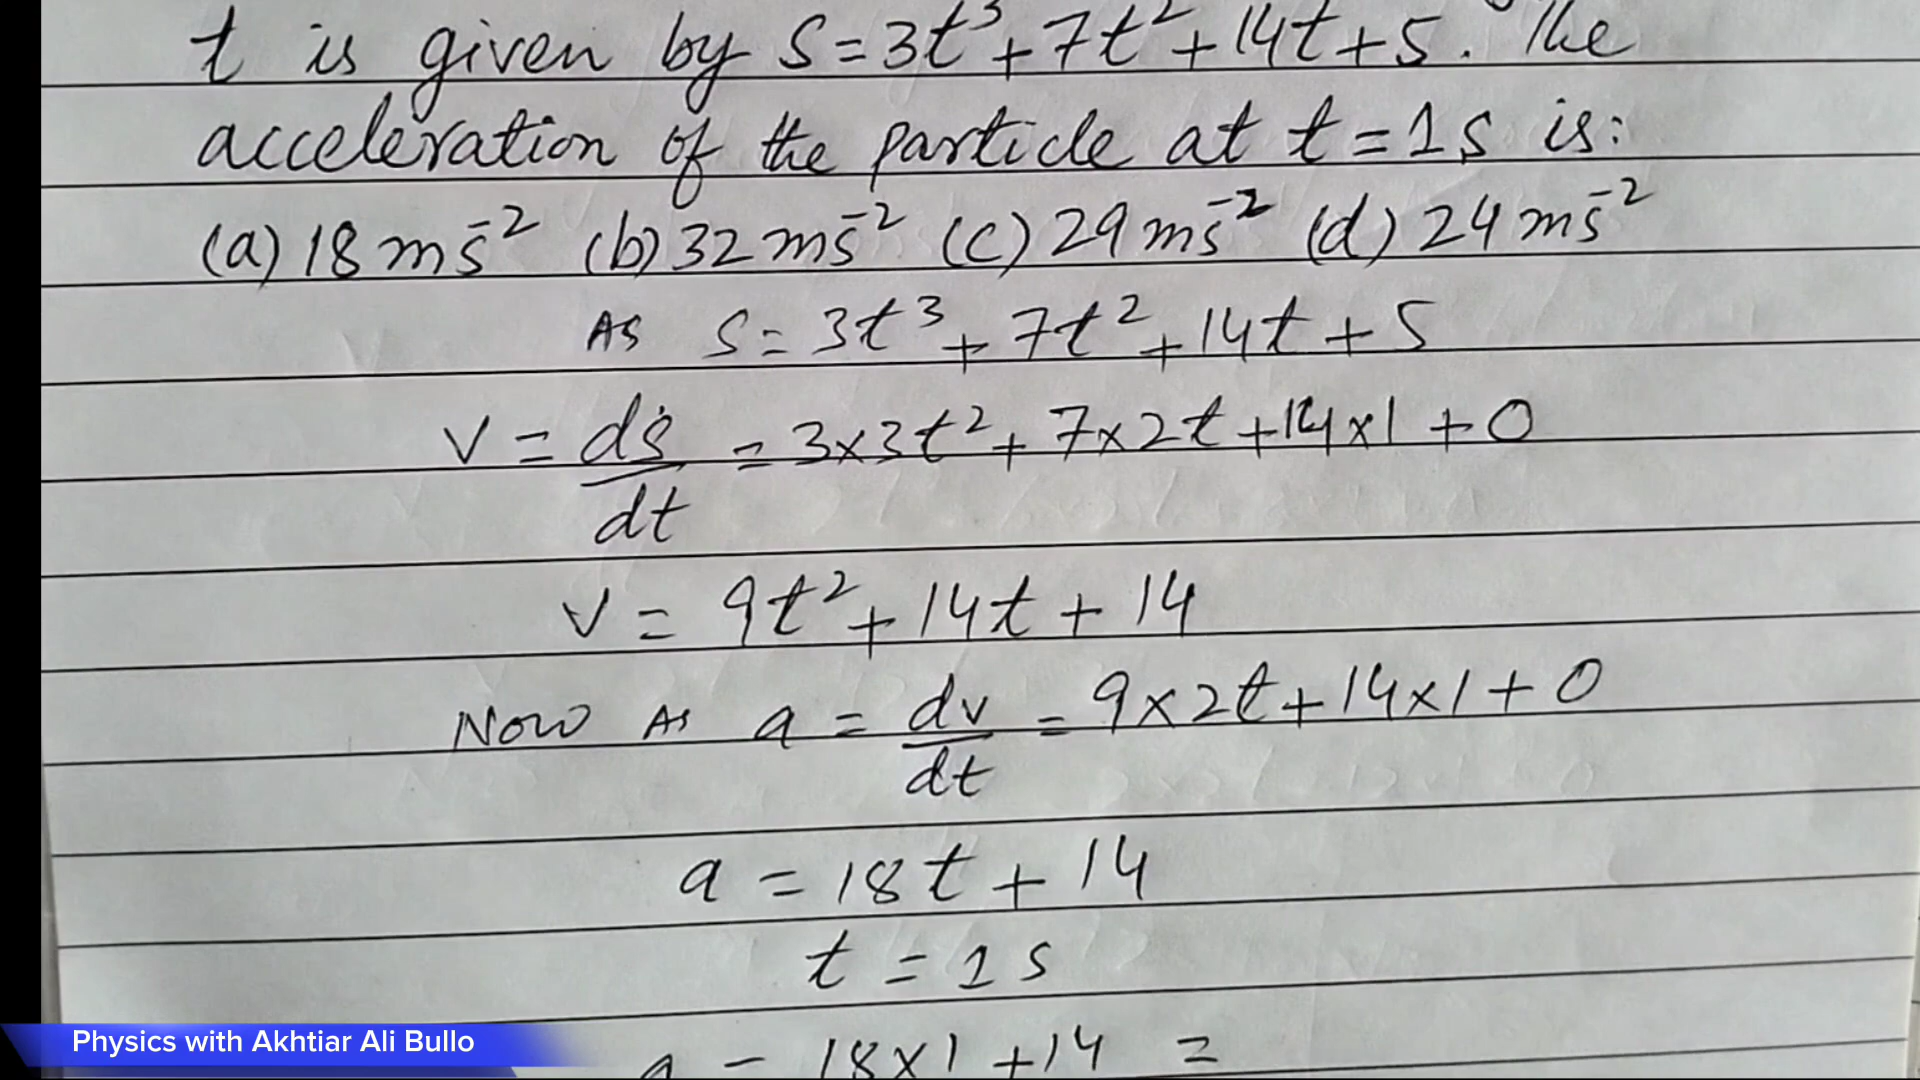 t is given by S=3t³+7t²+14t+5. The
acceleration of the particle at t=1s is:
(a) 18 ms⁻² (b) 32 ms⁻² (c) 29 ms⁻² (d) 24 ms⁻²
As S=3t³+7t²+14t+5
v = ds/dt = 3×3t²+7×2t+14×1+0
v = 9t²+14t+14
Now As a = dv/dt = 9×2t+14×1+0
a = 18t+14
t = 1s
a = 18×1+14 =
Physics with Akhtiar Ali Bullo